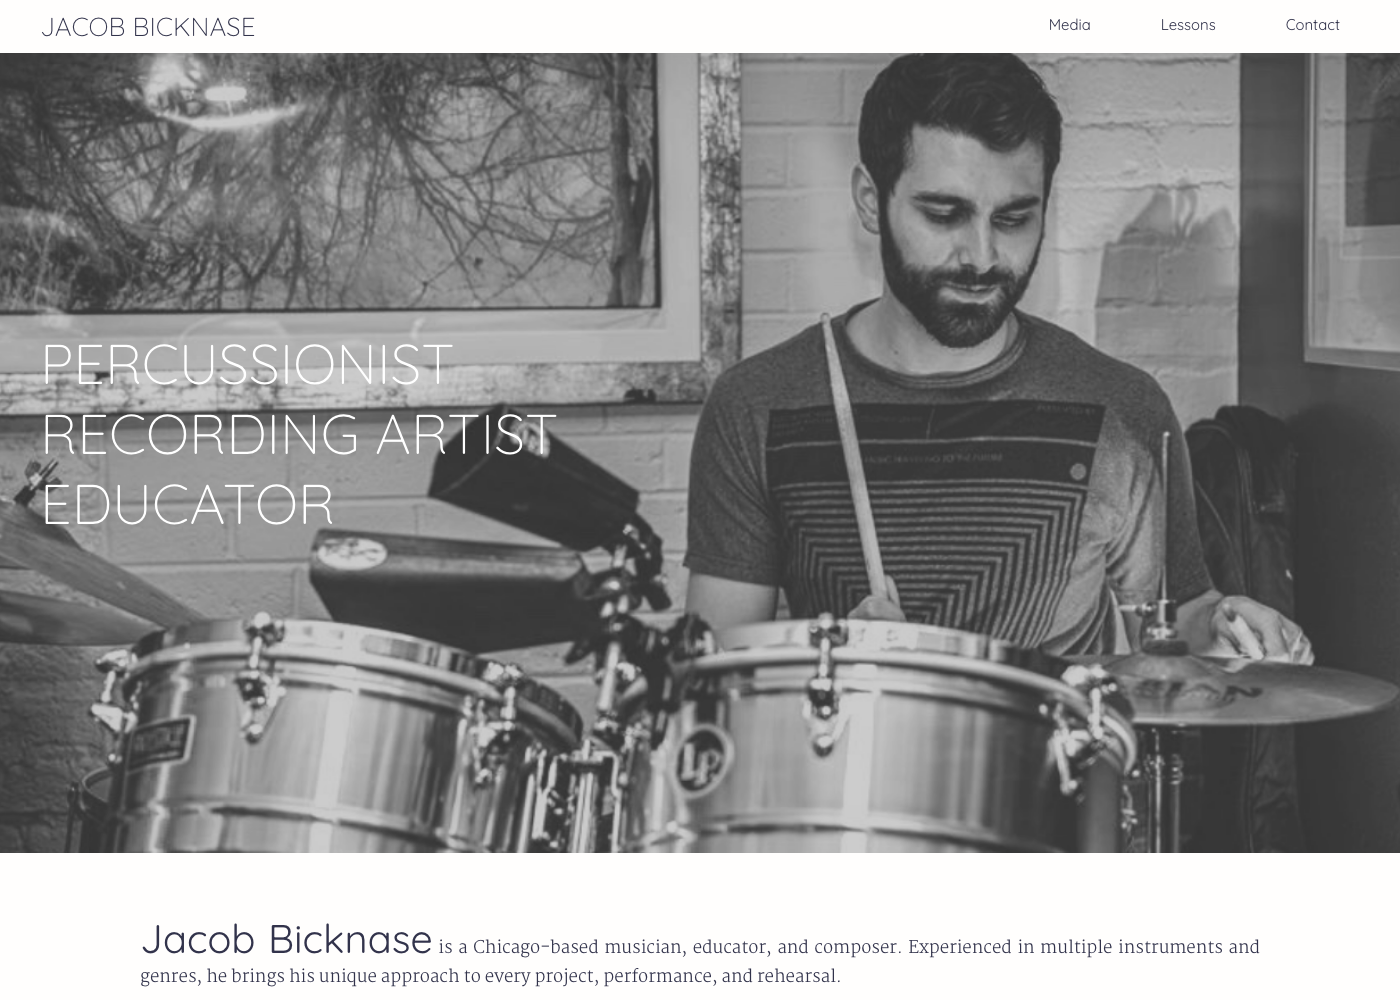 JACOB BICKNASE
Media
Lessons
Contact
PERCUSSIONIST
RECORDING ARTIST
EDUCATOR
LP
Jacob Bicknase is a Chicago-based musician, educator, and composer. Experienced in multiple instruments and
genres, he brings his unique approach to every project, performance, and rehearsal.